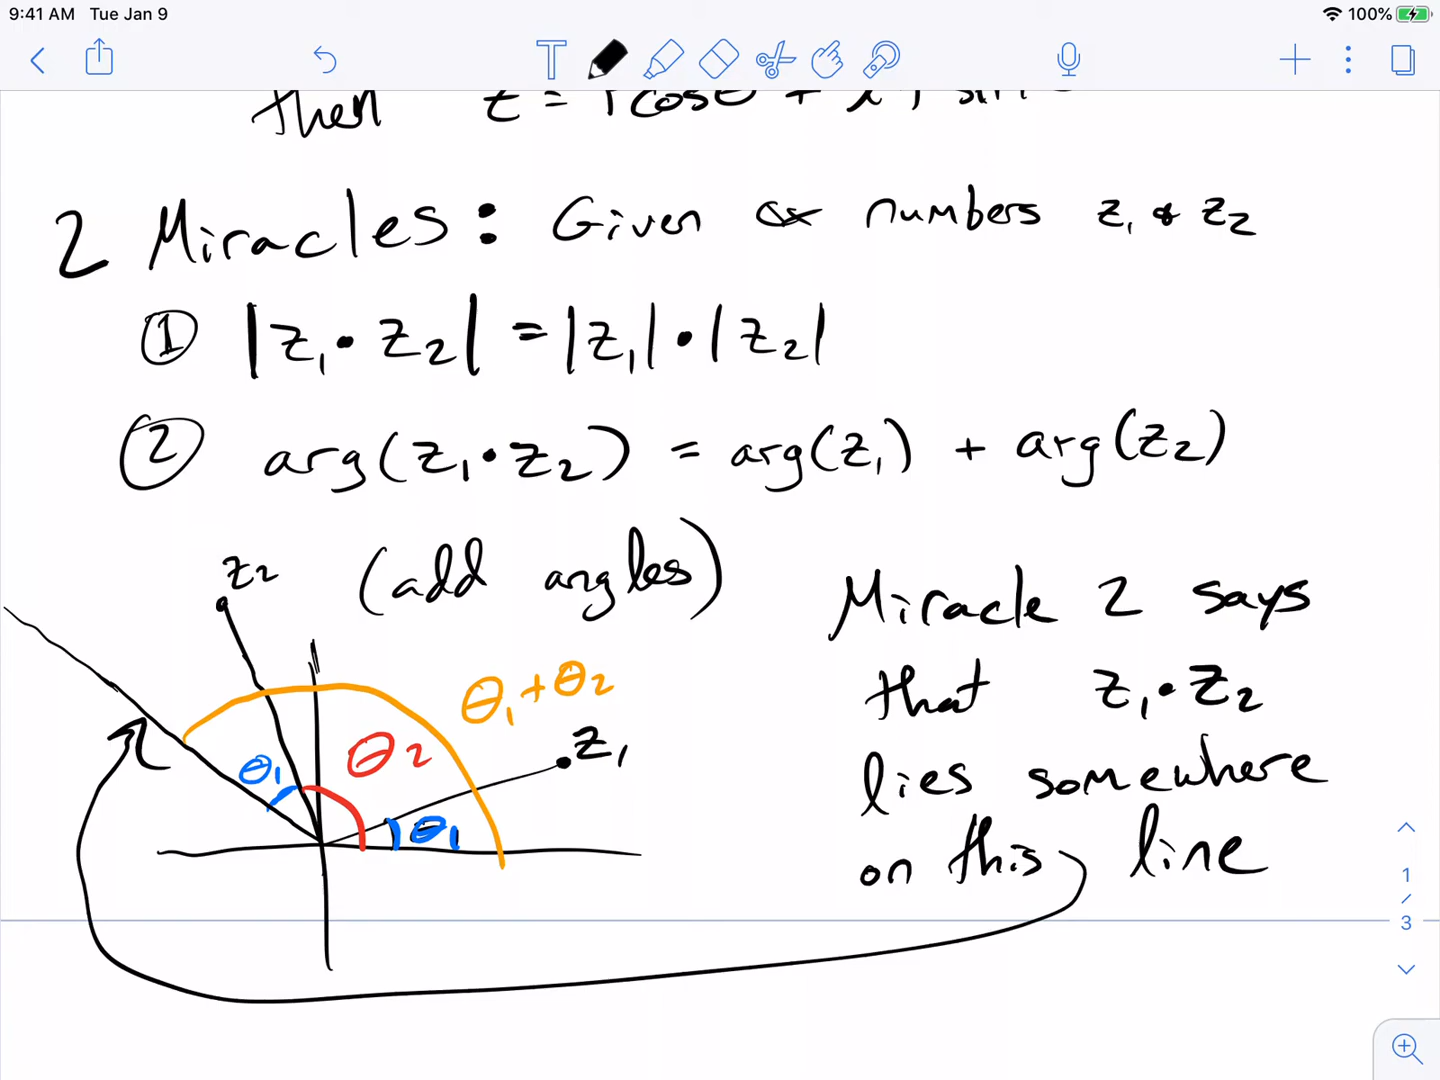 9:41 AM Tue Jan 9
100%
T
then z = r cosθ + i r sin
2 Miracles: Given numbers z₁ & z₂
① |z₁ · z₂| = |z₁| · |z₂|
② arg(z₁ · z₂) = arg(z₁) + arg(z₂)
(add angles)
z₂
θ₁ + θ₂
z₁
θ₂
θ₁
θ₁
Miracle 2 says
that z₁ · z₂
lies somewhere
on this line
1
/
3